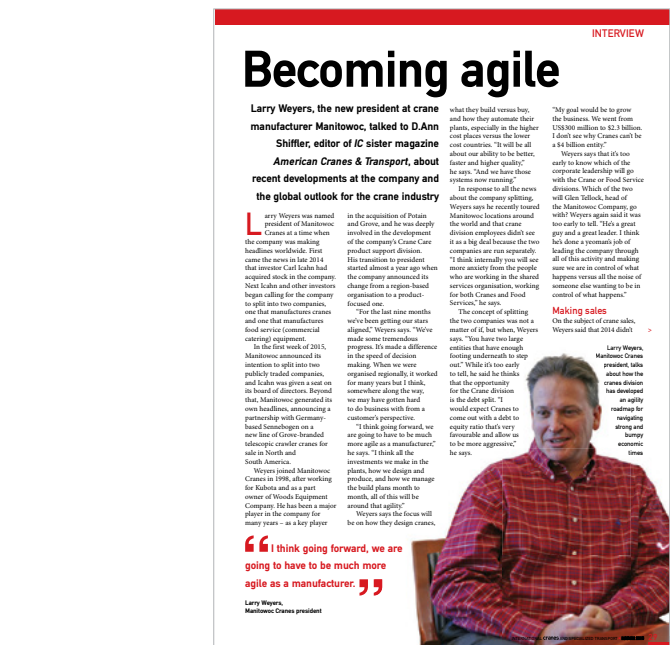 INTERVIEW
Becoming agile
Larry Weyers, the new president at crane
manufacturer Manitowoc, talked to D.Ann
Shiffler, editor of IC sister magazine
American Cranes & Transport, about
recent developments at the company and
the global outlook for the crane industry
Larry Weyers was named
president of Manitowoc
Cranes at a time when
the company was making
headlines worldwide. First
came the news in late 2014
that investor Carl Icahn had
acquired stock in the company.
Next Icahn and other investors
began calling for the company
to split into two companies,
one that manufactures cranes
and one that manufactures
food service (commercial
catering) equipment.
In the first week of 2015,
Manitowoc announced its
intention to split into two
publicly traded companies,
and Icahn was given a seat on
its board of directors. Beyond
that, Manitowoc generated its
own headlines, announcing a
partnership with Germany-
based Sennebogen on a
new line of Grove-branded
telescopic crawler cranes for
sale in North and
South America.
Weyers joined Manitowoc
Cranes in 1998, after working
for Kubota and as a part
owner of Woods Equipment
Company. He has been a major
player in the company for
many years – as a key player
in the acquisition of Potain
and Grove, and he was deeply
involved in the development
of the company's Crane Care
product support division.
His transition to president
started almost a year ago when
the company announced its
change from a region-based
organisation to a product-
focused one.
"For the last nine months
we've been getting our stars
aligned," Weyers says. "We've
made some tremendous
progress. It's made a difference
in the speed of decision
making. When we were
organised regionally, it worked
for many years but I think,
somewhere along the way,
we may have gotten hard
to do business with from a
customer's perspective.
"I think going forward, we
are going to have to be much
more agile as a manufacturer,"
he says. "I think all the
investments we make in the
plants, how we design and
produce, and how we manage
the build plans month to
month, all of this will be
around that agility."
Weyers says the focus will
be on how they design cranes,
what they build versus buy,
and how they automate their
plants, especially in the higher
cost places versus the lower
cost countries. "It will be all
about our ability to be better,
faster and higher quality,"
he says. "And we have those
systems now running."
In response to all the news
about the company splitting,
Weyers says he recently toured
Manitowoc locations around
the world and that crane
division employees didn't see
it as a big deal because the two
companies are run separately.
"I think internally you will see
more anxiety from the people
who are working in the shared
services organisation, working
for both Cranes and Food
Services," he says.
The concept of splitting
the two companies was not a
matter of if, but when, Weyers
says. "You have two large
entities that have enough
footing underneath to step
out." While it's too early
to tell, he said he thinks
that the opportunity
for the Crane division
is the debt split. "I
would expect Cranes to
come out with a debt to
equity ratio that's very
favourable and allow us
to be more aggressive,"
he says.
"My goal would be to grow
the business. We went from
US$300 million to $2.3 billion.
I don't see why Cranes can't be
a $4 billion entity."
Weyers says that it's too
early to know which of the
corporate leadership will go
with the Crane or Food Service
divisions. Which of the two
will Glen Tellock, head of
the Manitowoc Company, go
with? Weyers again said it was
too early to tell. "He's a great
guy and a great leader. I think
he's done a yeoman's job of
leading the company through
all of this activity and making
sure we are in control of what
happens versus all the noise of
someone else wanting to be in
control of what happens."
Making sales
On the subject of crane sales,
Weyers said that 2014 didn't >
Larry Weyers,
Manitowoc Cranes
president, talks
about how the
cranes division
has developed
an agility
roadmap for
navigating
strong and
bumpy
economic
times
"I think going forward, we are
going to have to be much more
agile as a manufacturer."
Larry Weyers,
Manitowoc Cranes president